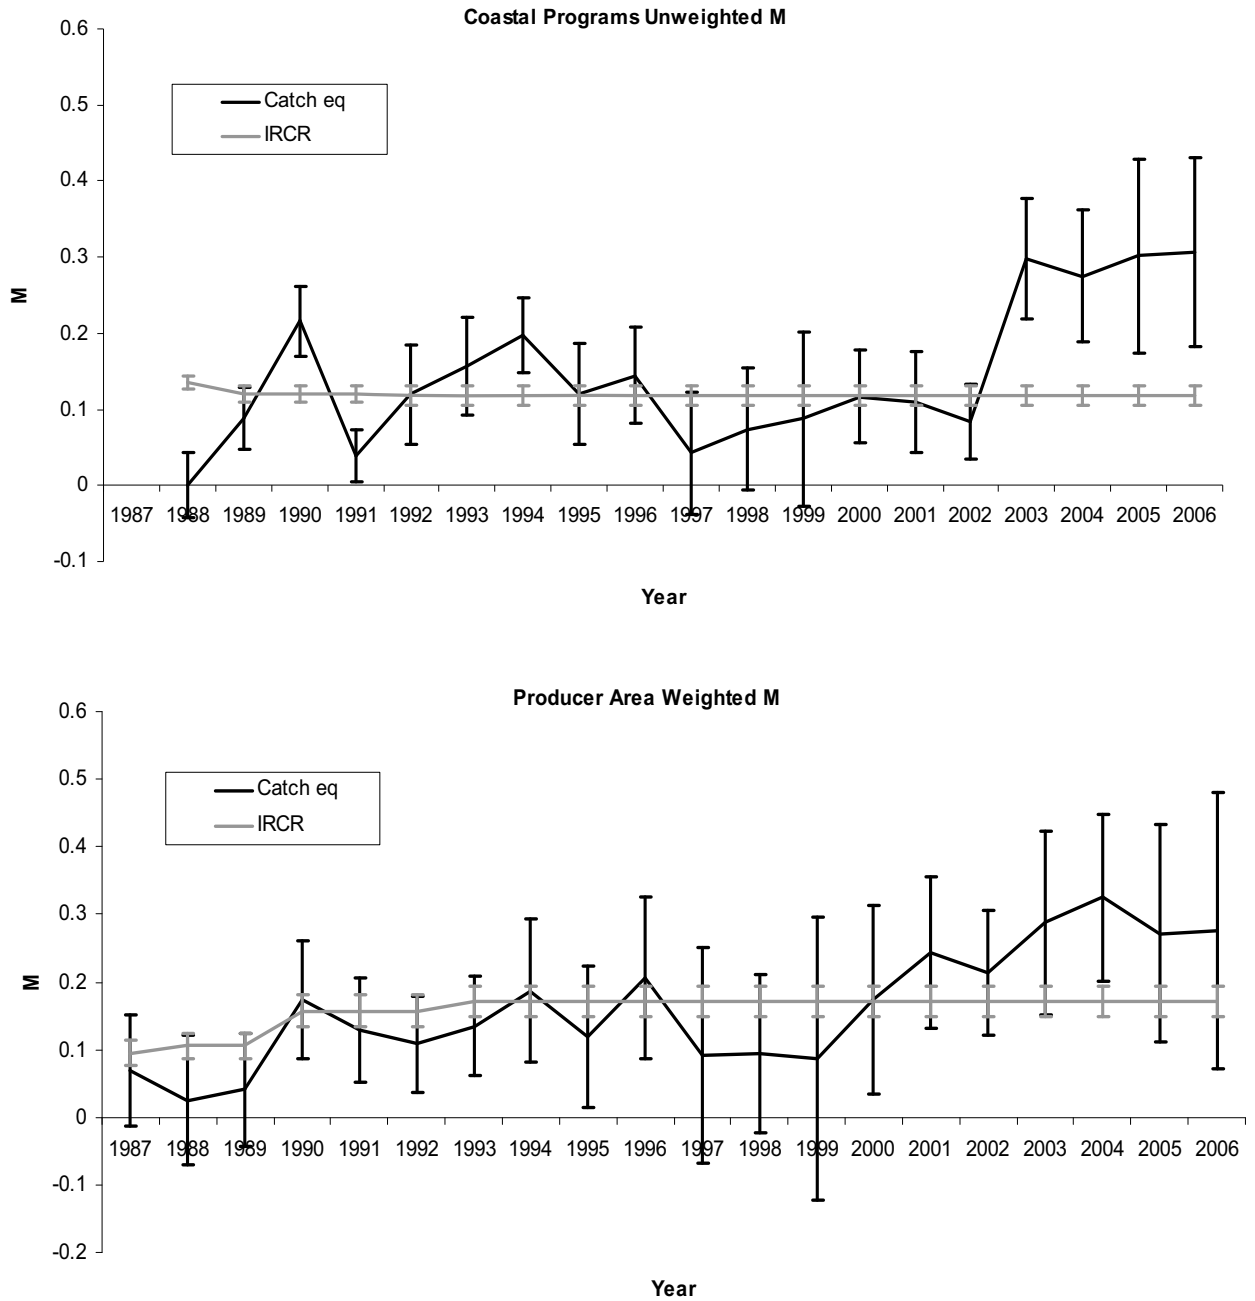 Coastal Programs Unweighted M
0.6
0.5
0.4
0.3
0.2
0.1
0
-0.1
M
Catch eq
IRCR
1987 1988 1989 1990 1991 1992 1993 1994 1995 1996 1997 1998 1999 2000 2001 2002 2003 2004 2005 2006
Year
Producer Area Weighted M
0.6
0.5
0.4
0.3
0.2
0.1
0
-0.1
-0.2
M
Catch eq
IRCR
1987 1988 1989 1990 1991 1992 1993 1994 1995 1996 1997 1998 1999 2000 2001 2002 2003 2004 2005 2006
Year